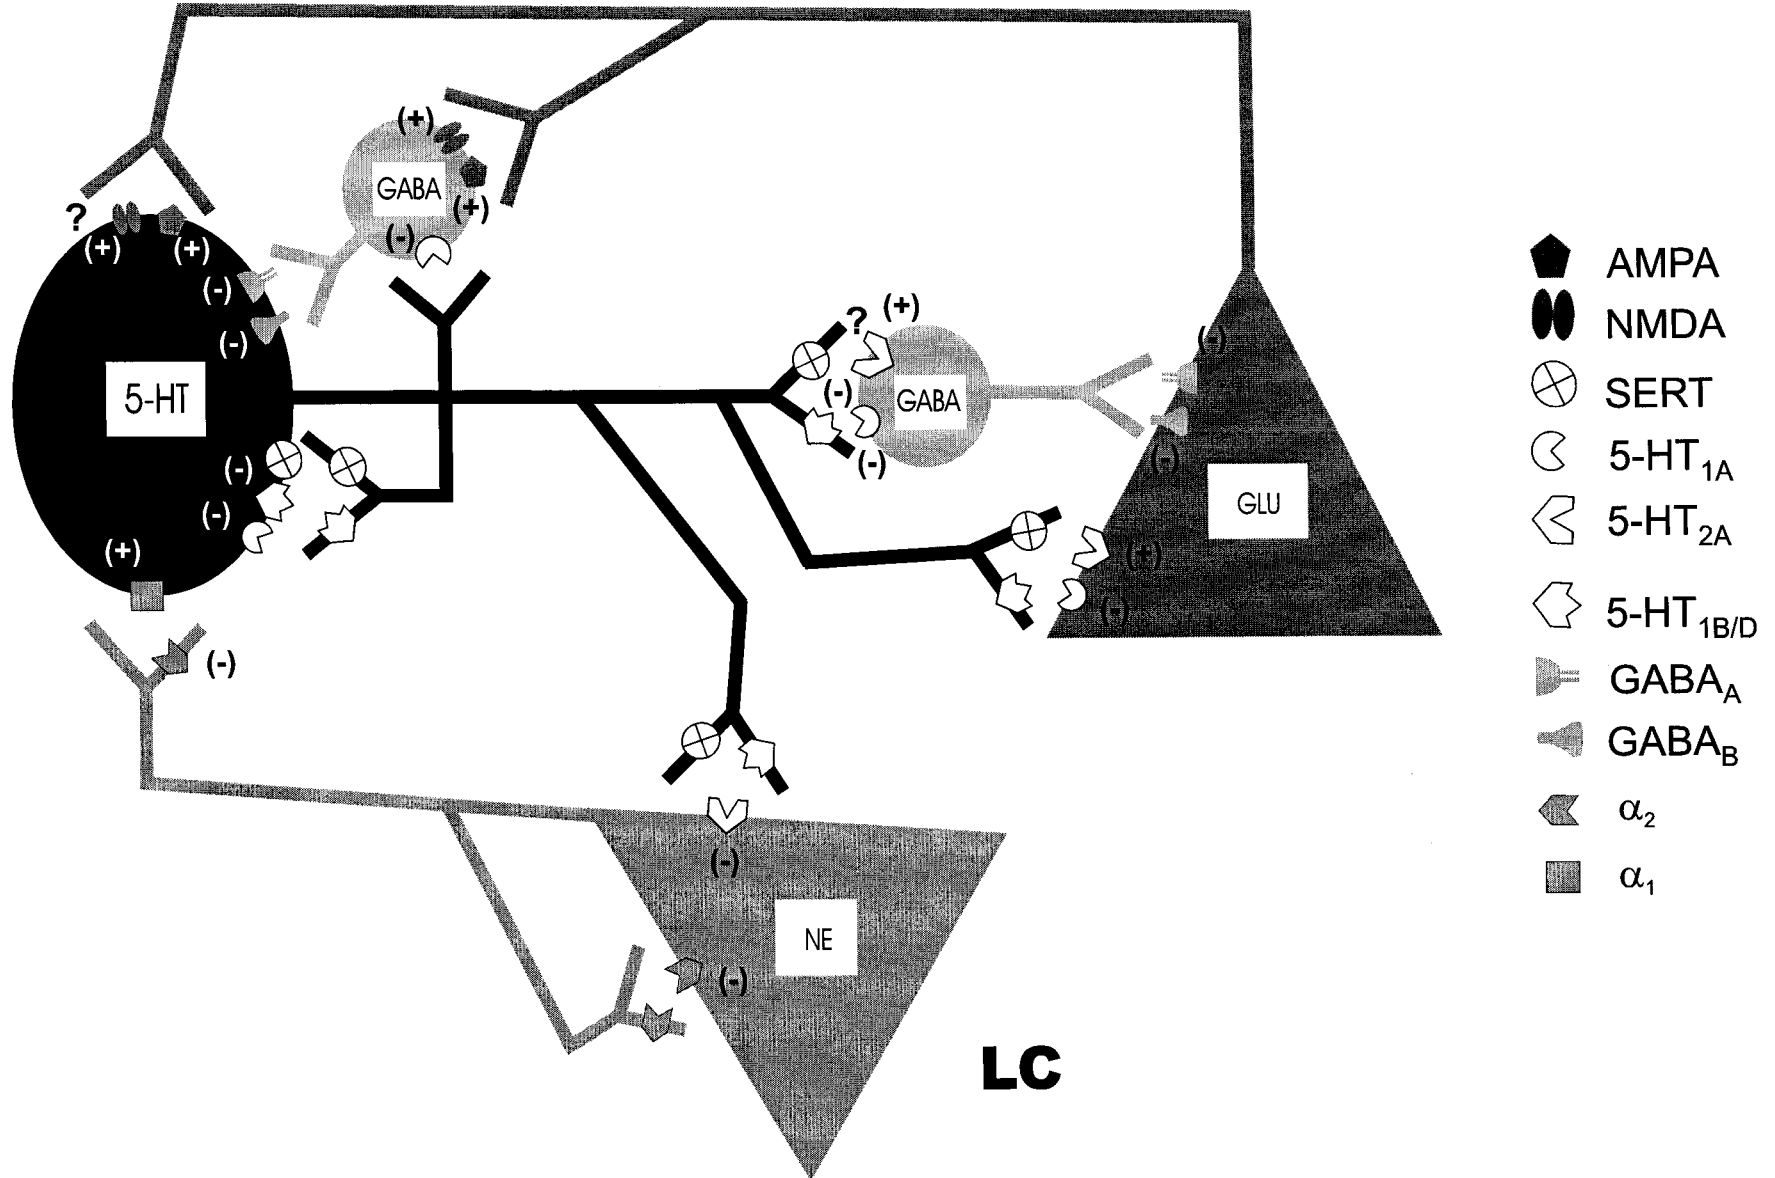 (+)
GABA
(+)
(-)
?
(+)
(+)
(-)
(-)
5-HT
(-)
(-)
(+)
(-)
?
(+)
(-)
GABA
(-)
(-)
(-)
GLU
(+)
(-)
(-)
NE
(-)
LC
AMPA
NMDA
SERT
5-HT1A
5-HT2A
5-HT1B/D
GABAA
GABAB
α2
α1